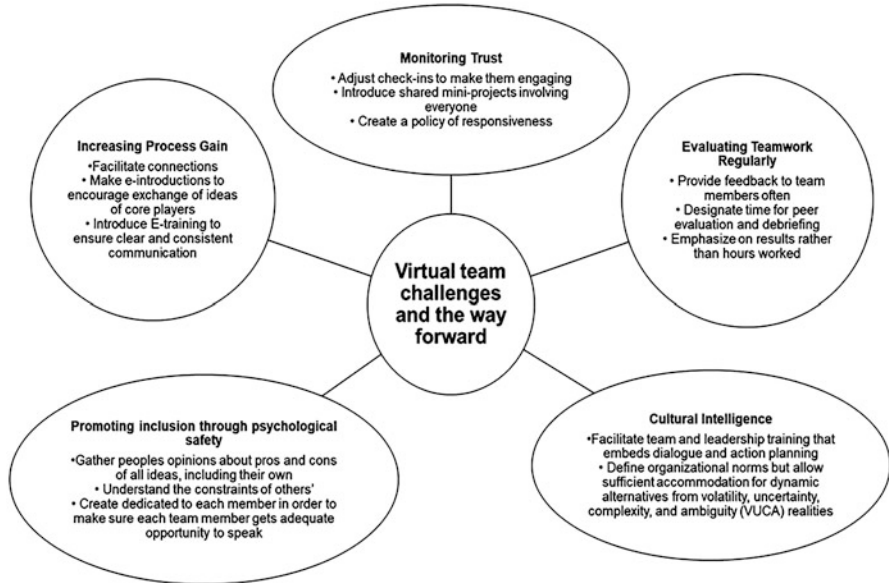 Monitoring Trust
• Adjust check-ins to make them engaging
• Introduce shared mini-projects involving
everyone
• Create a policy of responsiveness
Increasing Process Gain
•Facilitate connections
• Make e-introductions to
encourage exchange of ideas
of core players
• Introduce E-training to
ensure clear and consistent
communication
Evaluating Teamwork
Regularly
• Provide feedback to team
members often
• Designate time for peer
evaluation and debriefing
• Emphasize on results rather
than hours worked
Virtual team
challenges
and the way
forward
Promoting inclusion through psychological
safety
•Gather peoples opinions about pros and cons
of all ideas, including their own
• Understand the constraints of others'
• Create dedicated to each member in order to
make sure each team member gets adequate
opportunity to speak
Cultural Intelligence
•Facilitate team and leadership training that
embeds dialogue and action planning
• Define organizational norms but allow
sufficient accommodation for dynamic
alternatives from volatility, uncertainty,
complexity, and ambiguity (VUCA) realities